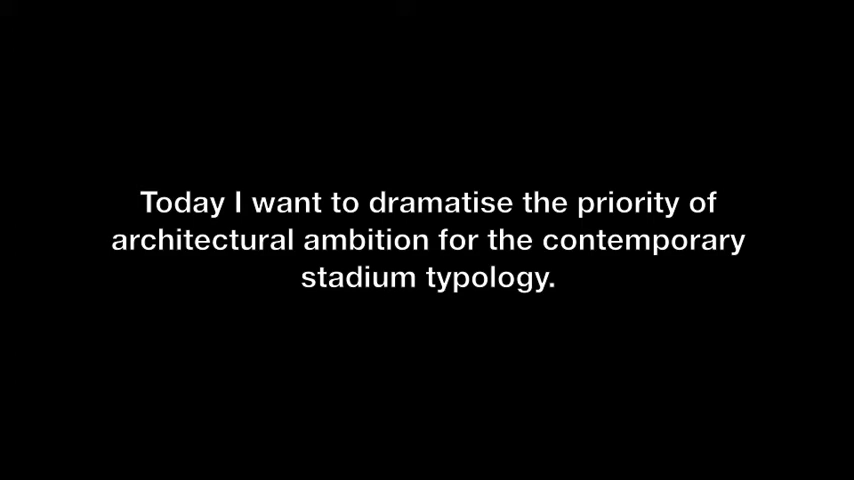 Today I want to dramatise the priority of
architectural ambition for the contemporary
stadium typology.